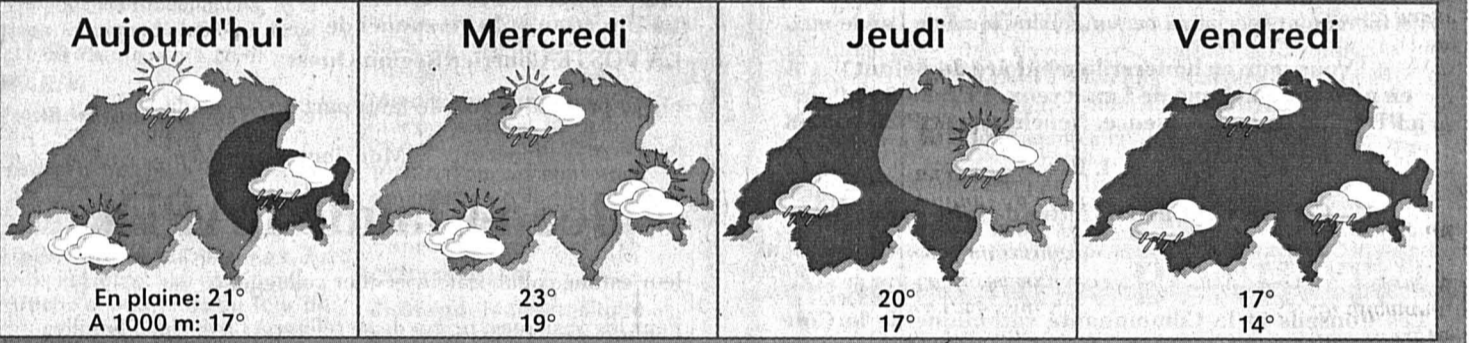 Aujourd'hui
En plaine: 21°
A 1000 m: 17°
Mercredi
23°
19°
Jeudi
20°
17°
Vendredi
17°
14°